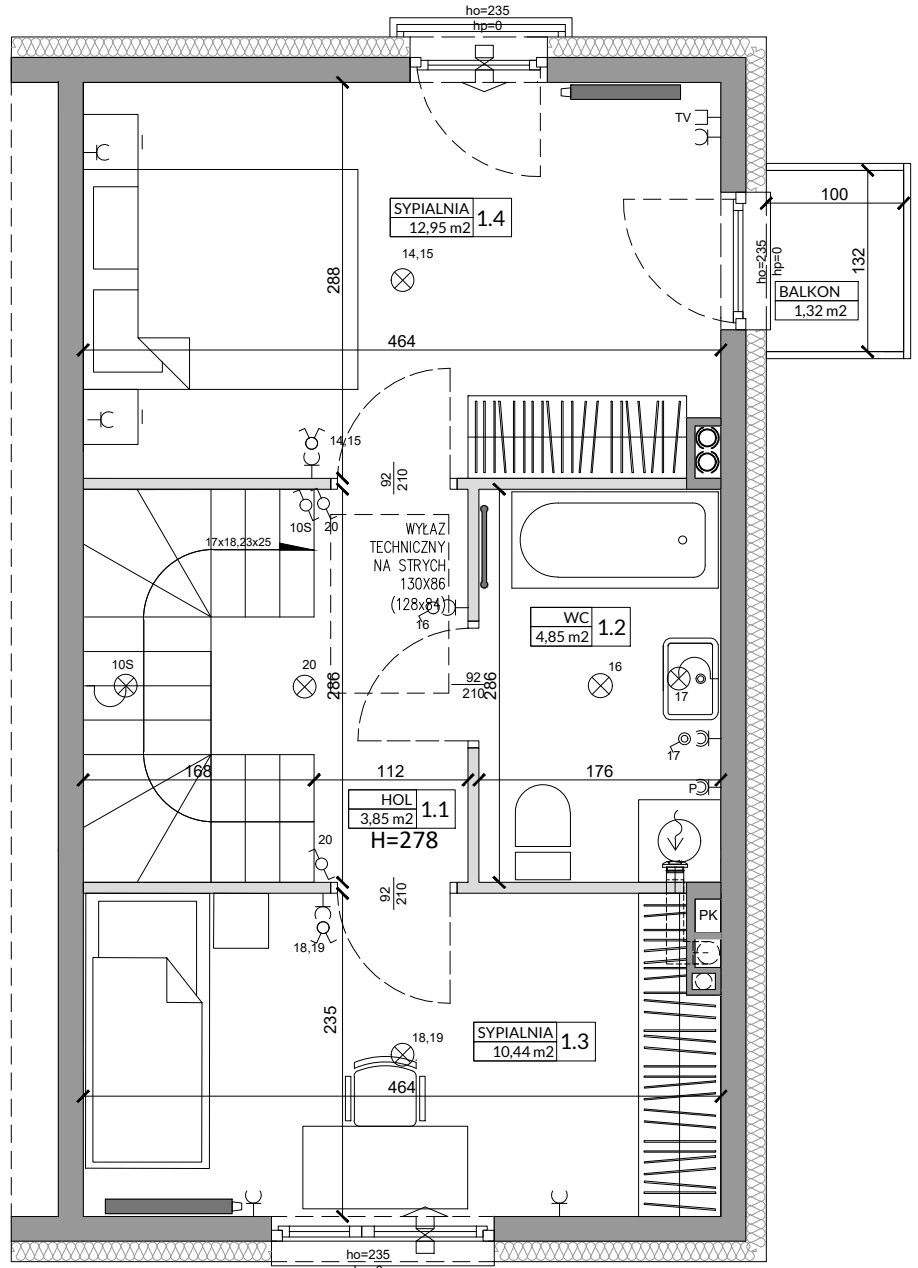 ho=235
hp=0
TV
SYPIALNIA 1.4
12,95 m2
14,15
100
132
ho=235
hp=0
BALKON
1,32 m2
288
464
14,15
92
210
10S
20
17x18,23x25
WYŁAZ
TECHNICZNY
NA STRYCH
130X86
(128x84)
16
WC 1.2
4,85 m2
10S
20
286
92
210
286
16
17
17
P
168
112
176
HOL 1.1
3,85 m2
H=278
20
92
210
PK
18,19
235
SYPIALNIA 1.3
10,44 m2
18,19
464
ho=235